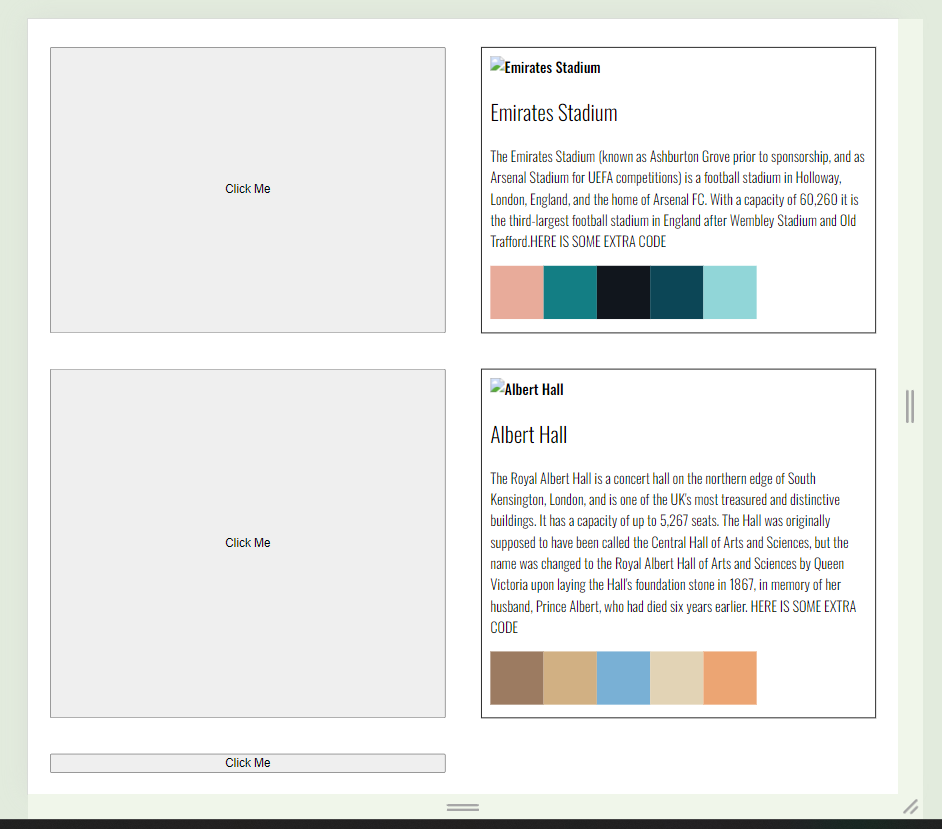 Click Me
Emirates Stadium
Emirates Stadium
The Emirates Stadium (known as Ashburton Grove prior to sponsorship, and as
Arsenal Stadium for UEFA competitions) is a football stadium in Holloway,
London, England, and the home of Arsenal FC. With a capacity of 60,260 it is
the third-largest football stadium in England after Wembley Stadium and Old
Trafford.HERE IS SOME EXTRA CODE
Click Me
Albert Hall
Albert Hall
The Royal Albert Hall is a concert hall on the northern edge of South
Kensington, London, and is one of the UK's most treasured and distinctive
buildings. It has a capacity of up to 5,267 seats. The Hall was originally
supposed to have been called the Central Hall of Arts and Sciences, but the
name was changed to the Royal Albert Hall of Arts and Sciences by Queen
Victoria upon laying the Hall's foundation stone in 1867, in memory of her
husband, Prince Albert, who had died six years earlier. HERE IS SOME EXTRA
CODE
Click Me